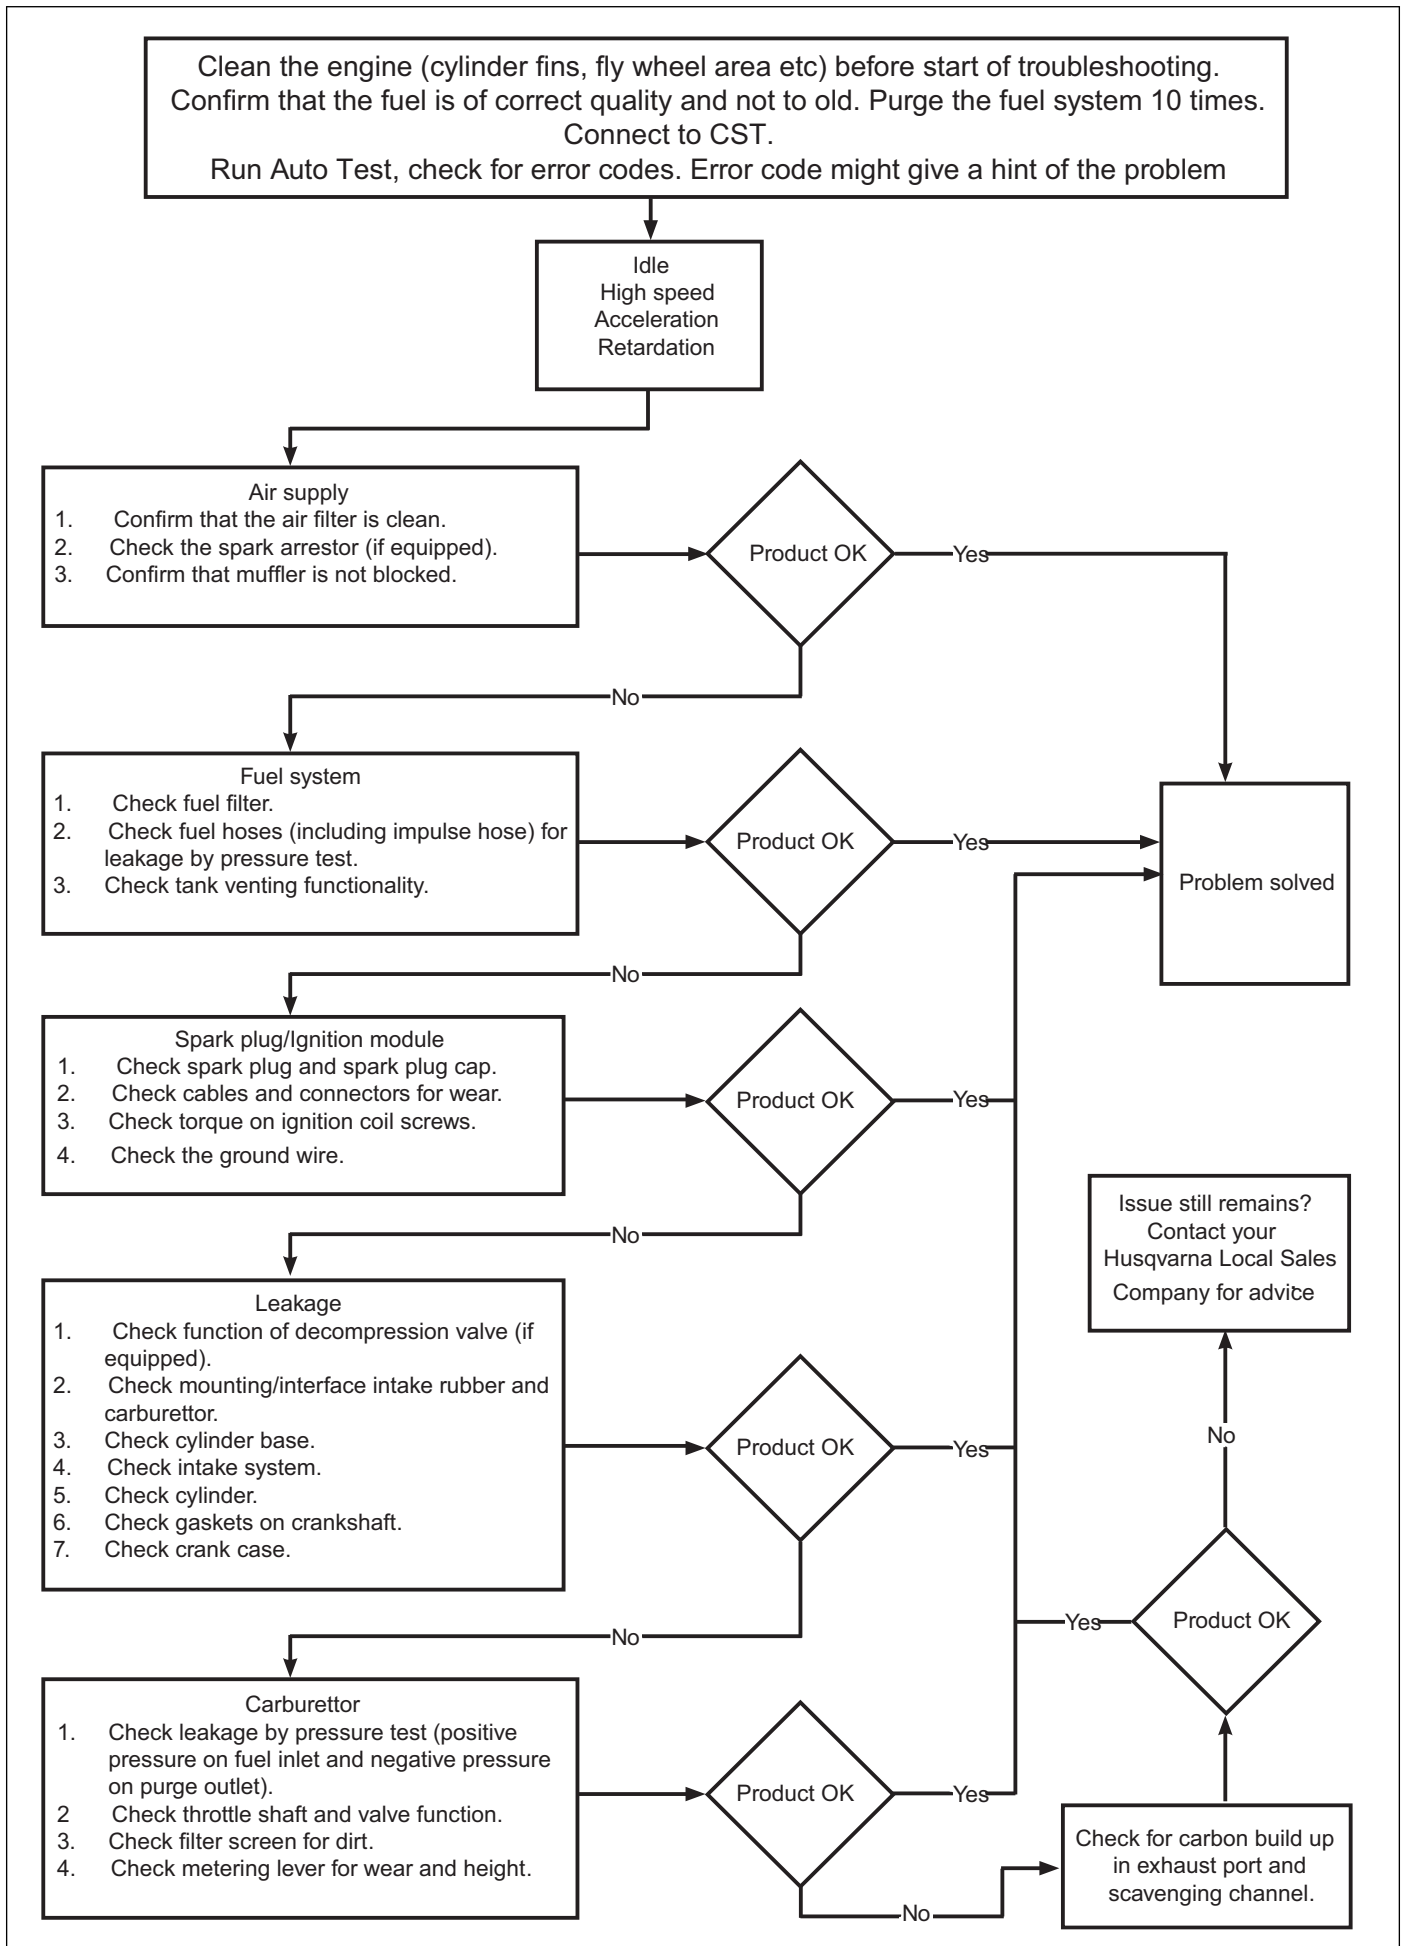 Clean the engine (cylinder fins, fly wheel area etc) before start of troubleshooting.
Confirm that the fuel is of correct quality and not to old. Purge the fuel system 10 times.
Connect to CST.
Run Auto Test, check for error codes. Error code might give a hint of the problem
Idle
High speed
Acceleration
Retardation
Air supply
1. Confirm that the air filter is clean.
2. Check the spark arrestor (if equipped).
3. Confirm that muffler is not blocked.
Product OK
Yes
No
Fuel system
1. Check fuel filter.
2. Check fuel hoses (including impulse hose) for
leakage by pressure test.
3. Check tank venting functionality.
Product OK
Yes
Problem solved
No
Spark plug/Ignition module
1. Check spark plug and spark plug cap.
2. Check cables and connectors for wear.
3. Check torque on ignition coil screws.
4. Check the ground wire.
Product OK
Yes
No
Leakage
1. Check function of decompression valve (if
equipped).
2. Check mounting/interface intake rubber and
carburettor.
3. Check cylinder base.
4. Check intake system.
5. Check cylinder.
6. Check gaskets on crankshaft.
7. Check crank case.
Product OK
Yes
No
Carburettor
1. Check leakage by pressure test (positive
pressure on fuel inlet and negative pressure
on purge outlet).
2 Check throttle shaft and valve function.
3. Check filter screen for dirt.
4. Check metering lever for wear and height.
Product OK
Yes
No
Check for carbon build up
in exhaust port and
scavenging channel.
Product OK
Yes
No
Issue still remains?
Contact your
Husqvarna Local Sales
Company for advice